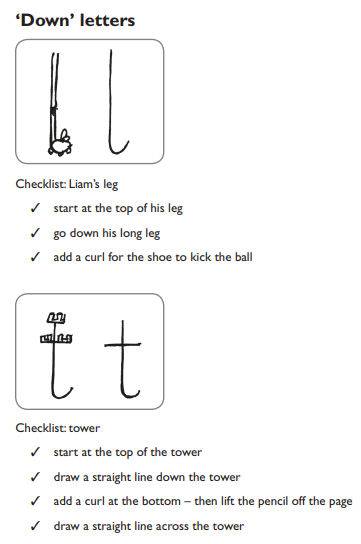 ‘Down’ letters
l
Checklist: Liam’s leg
✓ start at the top of his leg
✓ go down his long leg
✓ add a curl for the shoe to kick the ball
t t
Checklist: tower
✓ start at the top of the tower
✓ draw a straight line down the tower
✓ add a curl at the bottom – then lift the pencil off the page
✓ draw a straight line across the tower